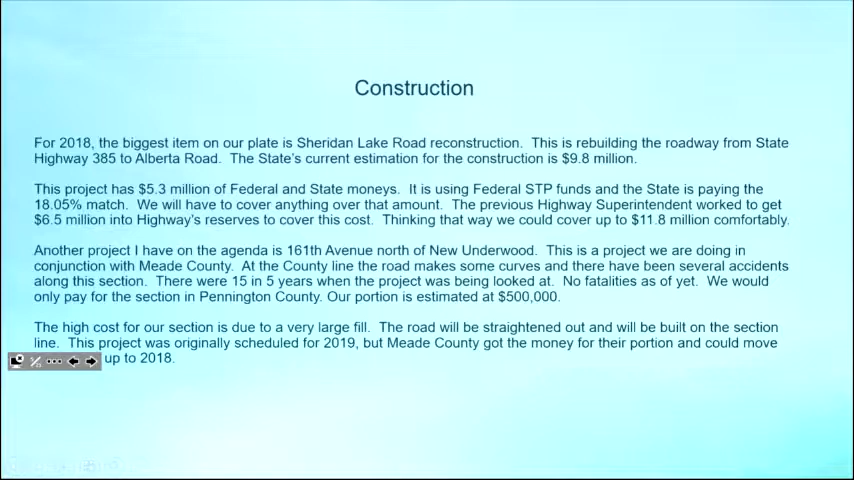 Construction
For 2018, the biggest item on our plate is Sheridan Lake Road reconstruction. This is rebuilding the roadway from State
Highway 385 to Alberta Road. The State's current estimation for the construction is $9.8 million.
This project has $5.3 million of Federal and State moneys. It is using Federal STP funds and the State is paying the
18.05% match. We will have to cover anything over that amount. The previous Highway Superintendent worked to get
$6.5 million into Highway's reserves to cover this cost. Thinking that way we could cover up to $11.8 million comfortably.
Another project I have on the agenda is 161th Avenue north of New Underwood. This is a project we are doing in
conjunction with Meade County. At the County line the road makes some curves and there have been several accidents
along this section. There were 15 in 5 years when the project was being looked at. No fatalities as of yet. We would
only pay for the section in Pennington County. Our portion is estimated at $500,000.
The high cost for our section is due to a very large fill. The road will be straightened out and will be built on the section
line. This project was originally scheduled for 2019, but Meade County got the money for their portion and could move
up to 2018.